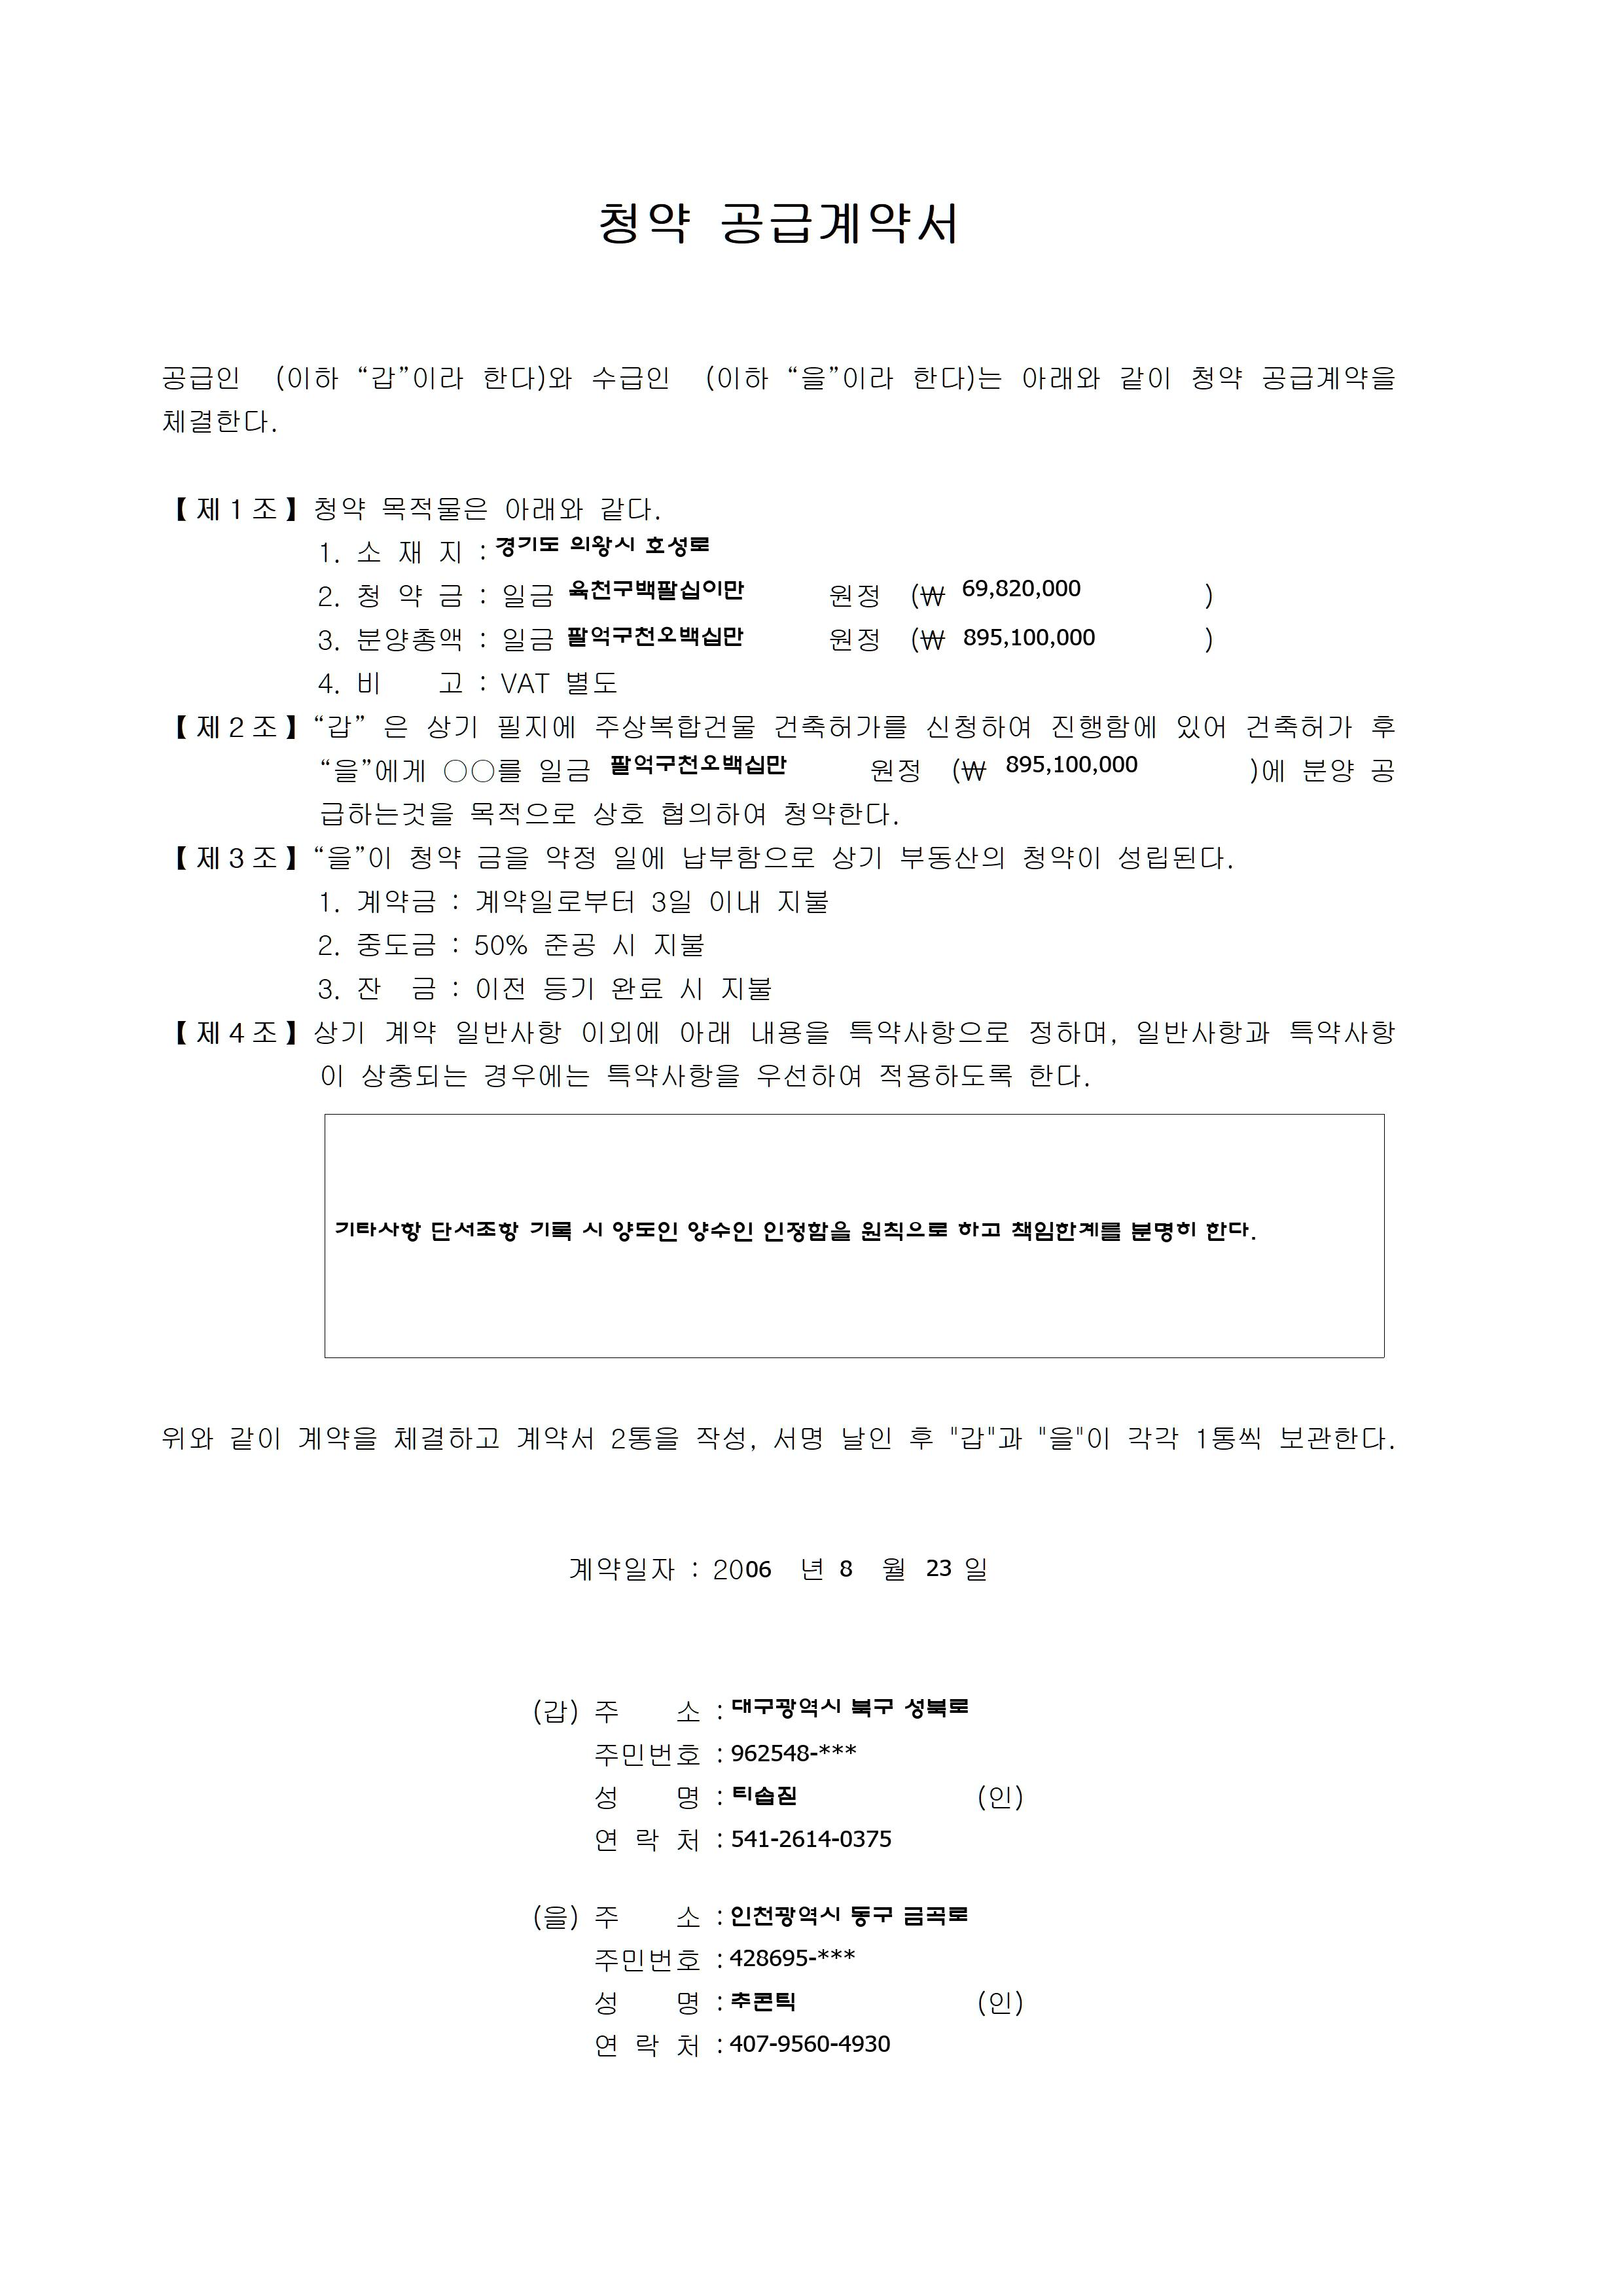 청약 공급계약서
공급인 (이하 “갑”이라 한다)와 수급인 (이하 “을”이라 한다)는 아래와 같이 청약 공급계약을
체결한다.
【제1조】청약 목적물은 아래와 같다.
1. 소 재 지 : 경기도 의왕시 호성로
2. 청 약 금 : 일금 육천구백팔십이만 원정 (₩ 69,820,000 )
3. 분양총액 : 일금 팔억구천오백십만 원정 (₩ 895,100,000 )
4. 비 고 : VAT 별도
【제2조】“갑” 은 상기 필지에 주상복합건물 건축허가를 신청하여 진행함에 있어 건축허가 후
“을”에게 ○○를 일금 팔억구천오백십만 원정 (₩ 895,100,000 )에 분양 공
급하는것을 목적으로 상호 협의하여 청약한다.
【제3조】“을”이 청약 금을 약정 일에 납부함으로 상기 부동산의 청약이 성립된다.
1. 계약금 : 계약일로부터 3일 이내 지불
2. 중도금 : 50% 준공 시 지불
3. 잔 금 : 이전 등기 완료 시 지불
【제4조】상기 계약 일반사항 이외에 아래 내용을 특약사항으로 정하며, 일반사항과 특약사항
이 상충되는 경우에는 특약사항을 우선하여 적용하도록 한다.
기타사항 단서조항 기록 시 양도인 양수인 인정함을 원칙으로 하고 책임한계를 분명히 한다.
위와 같이 계약을 체결하고 계약서 2통을 작성, 서명 날인 후 "갑"과 "을"이 각각 1통씩 보관한다.
계약일자 : 2006 년 8 월 23 일
(갑) 주 소 : 대구광역시 북구 성북로
주민번호 : 962548-***
성 명 : 티솝짇 (인)
연 락 처 : 541-2614-0375
(을) 주 소 : 인천광역시 동구 금곡로
주민번호 : 428695-***
성 명 : 추콘틱 (인)
연 락 처 : 407-9560-4930